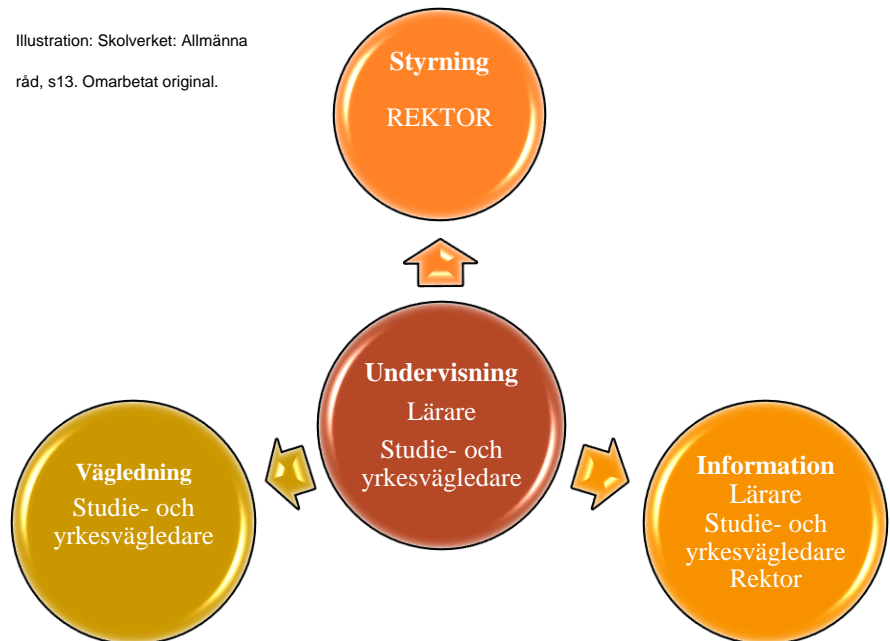 Illustration: Skolverket: Allmänna
råd, s13. Omarbetat original.
Styrning
REKTOR
Undervisning
Lärare
Studie- och
yrkesvägledare
Vägledning
Studie- och
yrkesvägledare
Information
Lärare
Studie- och
yrkesvägledare
Rektor